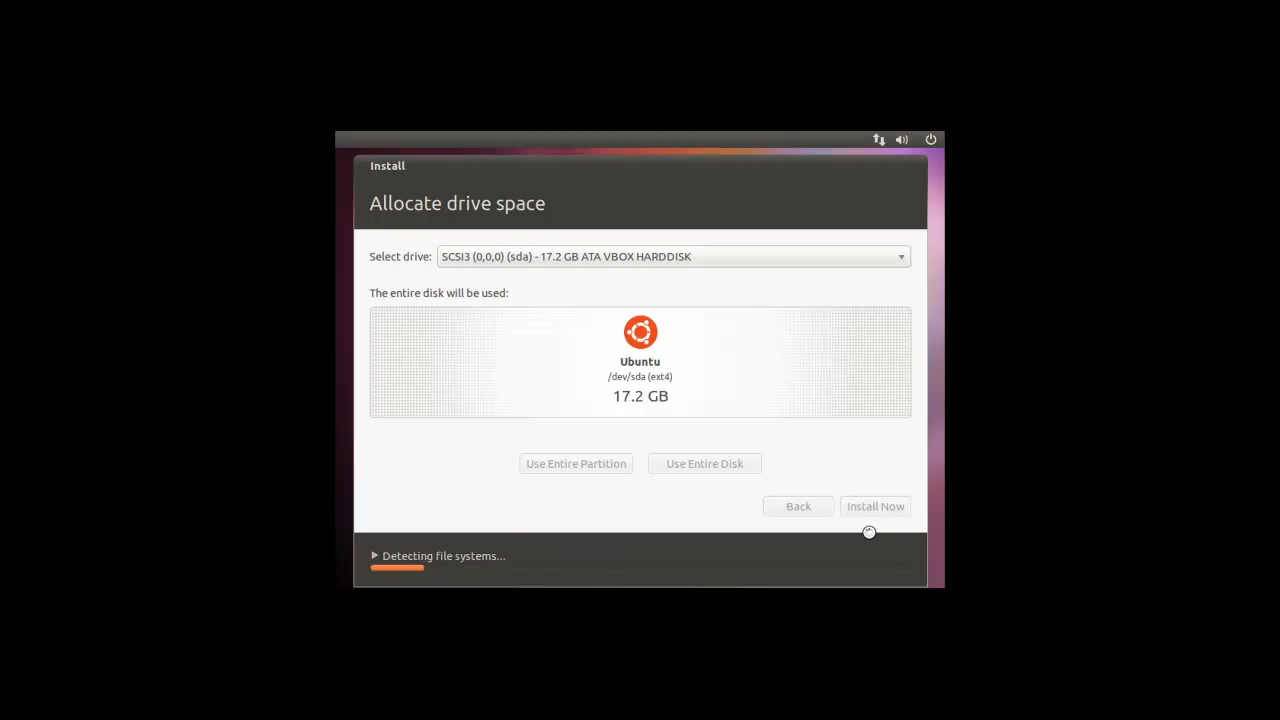 Install
Allocate drive space
Select drive: SCSI3 (0,0,0) (sda) - 17.2 GB ATA VBOX HARDDISK
The entire disk will be used:
Ubuntu
/dev/sda (ext4)
17.2 GB
Use Entire Partition Use Entire Disk
Back Install Now
Detecting file systems...